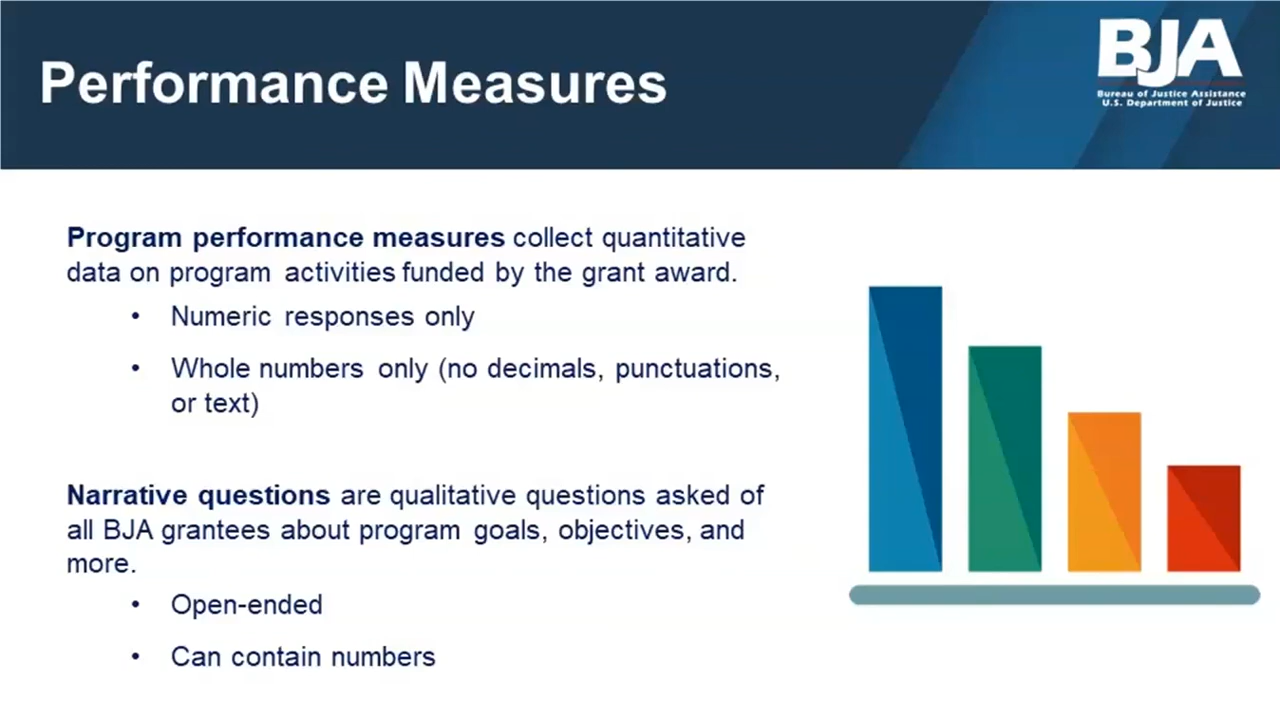 Performance Measures
BJA
Bureau of Justice Assistance
U.S. Department of Justice
Program performance measures collect quantitative
data on program activities funded by the grant award.
• Numeric responses only
• Whole numbers only (no decimals, punctuations,
or text)
Narrative questions are qualitative questions asked of
all BJA grantees about program goals, objectives, and
more.
• Open-ended
• Can contain numbers